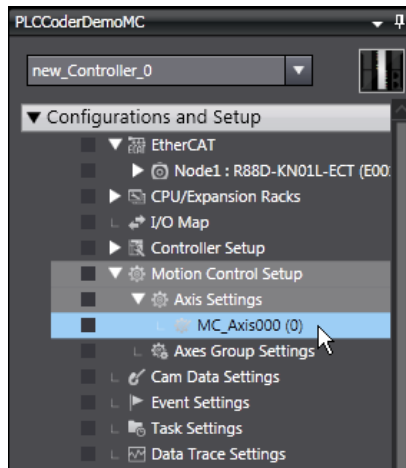 PLCCoderDemoMC
new_Controller_0
Configurations and Setup
EtherCAT
Node1 : R88D-KN01L-ECT (E00
CPU/Expansion Racks
I/O Map
Controller Setup
Motion Control Setup
Axis Settings
MC_Axis000 (0)
Axes Group Settings
Cam Data Settings
Event Settings
Task Settings
Data Trace Settings